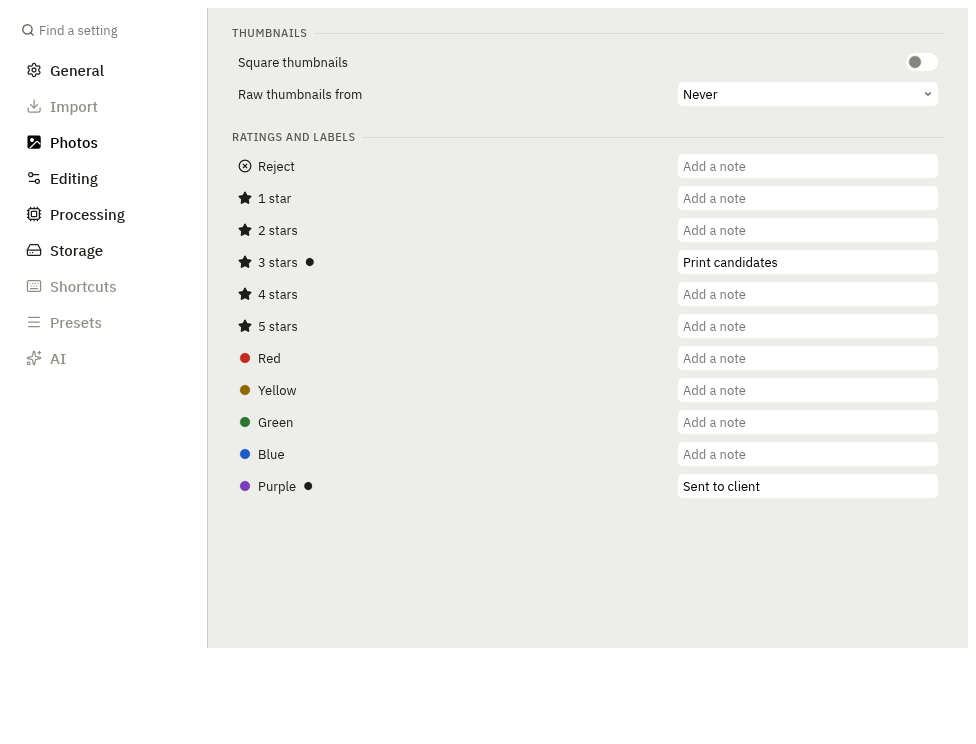 Find a setting
General
Import
Photos
Editing
Processing
Storage
Shortcuts
Presets
AI
THUMBNAILS
Square thumbnails
Raw thumbnails from Never
RATINGS AND LABELS
Reject Add a note
1 star Add a note
2 stars Add a note
3 stars Print candidates
4 stars Add a note
5 stars Add a note
Red Add a note
Yellow Add a note
Green Add a note
Blue Add a note
Purple Sent to client